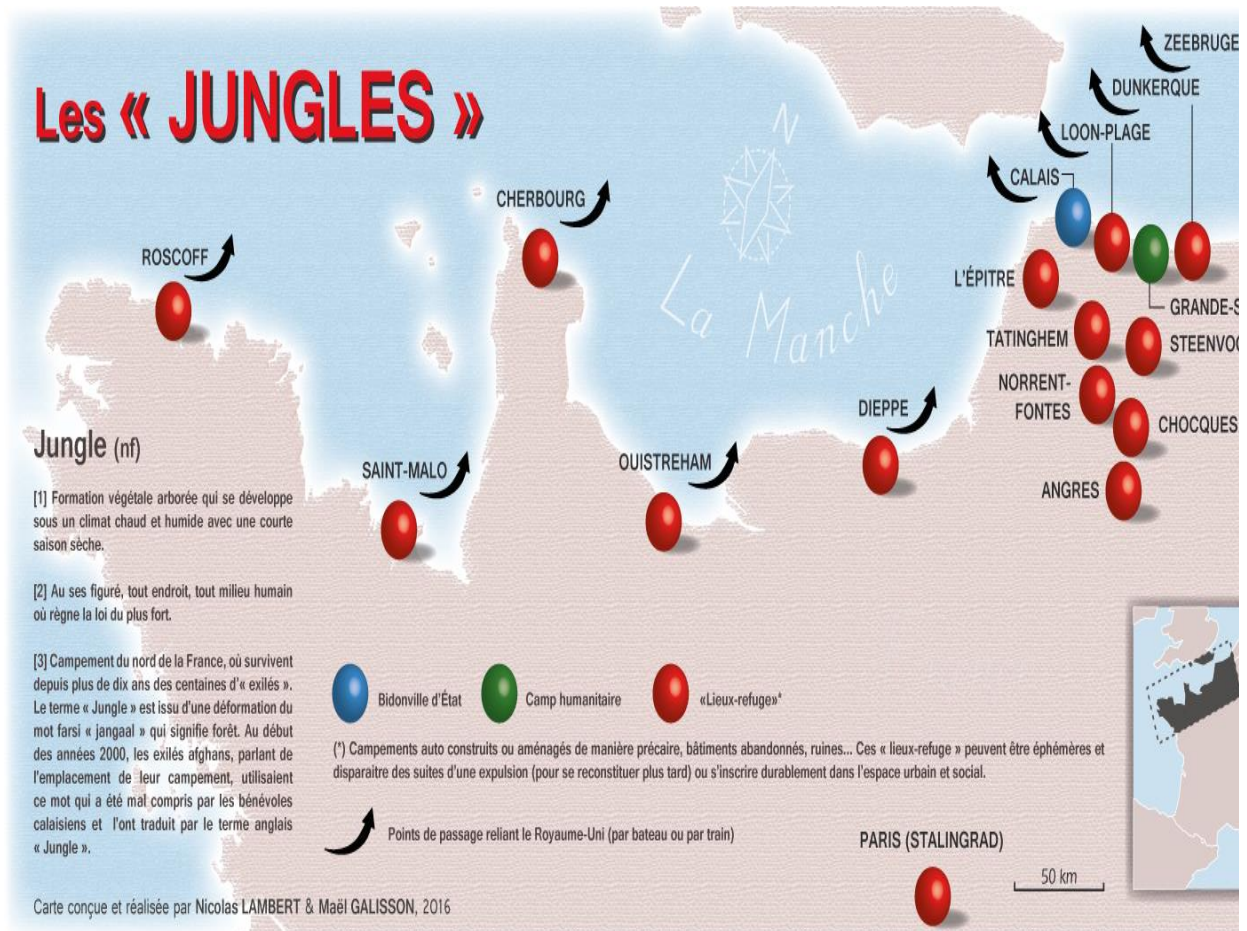 Les « JUNGLES »
ZEEBRUGE
DUNKERQUE
LOON-PLAGE
CALAIS
CHERBOURG
N
ROSCOFF
La Manche
L'ÉPITRE
GRANDE-S
TATINGHEM
STEENVOO
NORRENT-
FONTES
DIEPPE
CHOCQUES
SAINT-MALO
OUISTREHAM
ANGRES
Jungle (nf)
[1] Formation végétale arborée qui se développe
sous un climat chaud et humide avec une courte
saison sèche.
[2] Au ses figuré, tout endroit, tout milieu humain
où règne la loi du plus fort.
[3] Campement du nord de la France, où survivent
depuis plus de dix ans des centaines d'« exilés ».
Le terme « Jungle » est issu d'une déformation du
mot farsi « jangaal » qui signifie forêt. Au début
des années 2000, les exilés afghans, parlant de
l'emplacement de leur campement, utilisaient
ce mot qui a été mal compris par les bénévoles
calaisiens et l'ont traduit par le terme anglais
« Jungle ».
Bidonville d'État
Camp humanitaire
«Lieux-refuge»*
(*) Campements auto construits ou aménagés de manière précaire, bâtiments abandonnés, ruines... Ces « lieux-refuge » peuvent être éphémères et
disparaitre des suites d'une expulsion (pour se reconstituer plus tard) ou s'inscrire durablement dans l'espace urbain et social.
Points de passage reliant le Royaume-Uni (par bateau ou par train)
PARIS (STALINGRAD)
50 km
Carte conçue et réalisée par Nicolas LAMBERT & Maël GALISSON, 2016